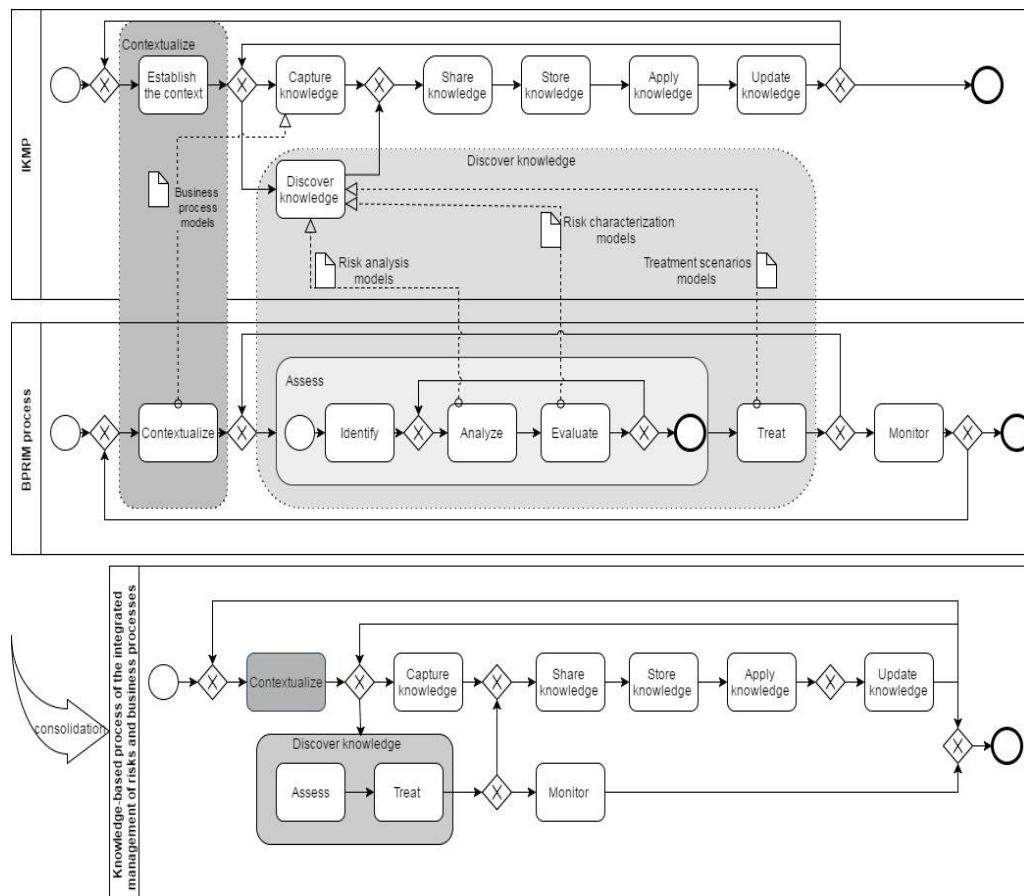 IKMP
Contextualize
Establish
the context
Capture
knowledge
Share
knowledge
Store
knowledge
Apply
knowledge
Update
knowledge
X
X
X
X
Discover knowledge
Discover
knowledge
Business
process
models
Risk characterization
models
Risk analysis
models
Treatment scenarios
models
BPRIM process
Assess
X
Contextualize
X
Identify
X
Analyze
Evaluate
X
Treat
X
Monitor
X
consolidation
Knowledge-based process of the integrated
management of risks and business processes
X
Contextualize
X
Capture
knowledge
X
Share
knowledge
Store
knowledge
Apply
knowledge
X
Update
knowledge
Discover knowledge
Assess
Treat
X
Monitor
X